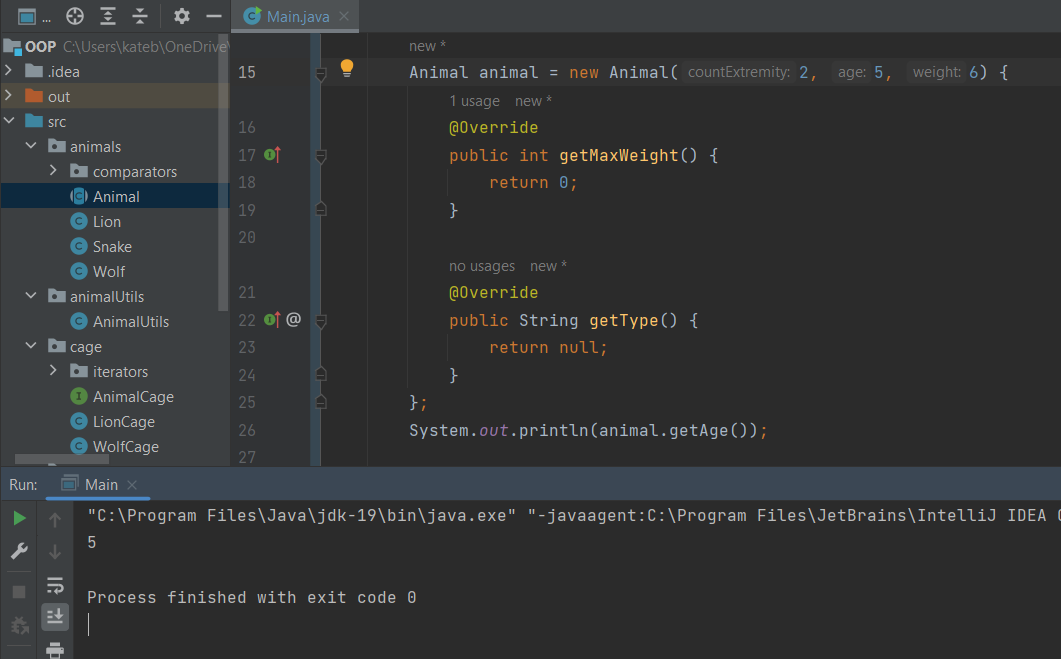 ...
Main.java
OOP C:\Users\kateb\OneDrive\
.idea
out
src
animals
comparators
Animal
Lion
Snake
Wolf
animalUtils
AnimalUtils
cage
iterators
AnimalCage
LionCage
WolfCage
new *
15 Animal animal = new Animal( countExtremity: 2, age: 5, weight: 6) {
1 usage new *
16 @Override
17 public int getMaxWeight() {
18 return 0;
19 }
20
no usages new *
21 @Override
22 @ public String getType() {
23 return null;
24 }
25 };
26 System.out.println(animal.getAge());
27
Run: Main
"C:\Program Files\Java\jdk-19\bin\java.exe" "-javaagent:C:\Program Files\JetBrains\IntelliJ IDEA
5
Process finished with exit code 0